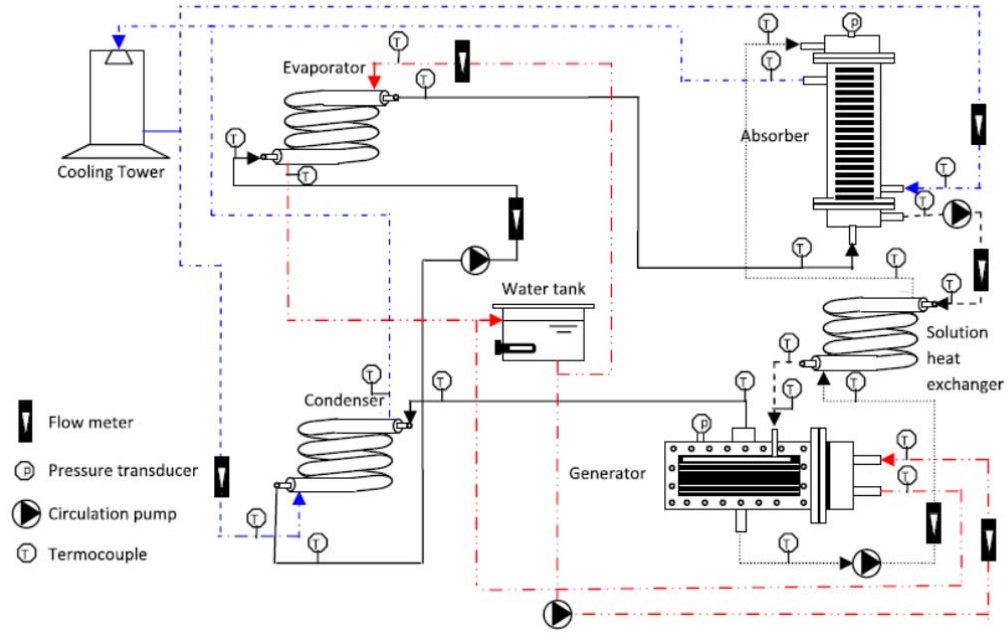 T
P
T
Evaporator
T
T
T
Absorber
T
Cooling Tower
T
T
T
T
T
Water tank
T
Solution
heat
exchanger
T
T
T
T
T
T
Condenser
P
Flow meter
T
P
Pressure transducer
Generator
T
Circulation pump
T
T
T
T
Termocouple